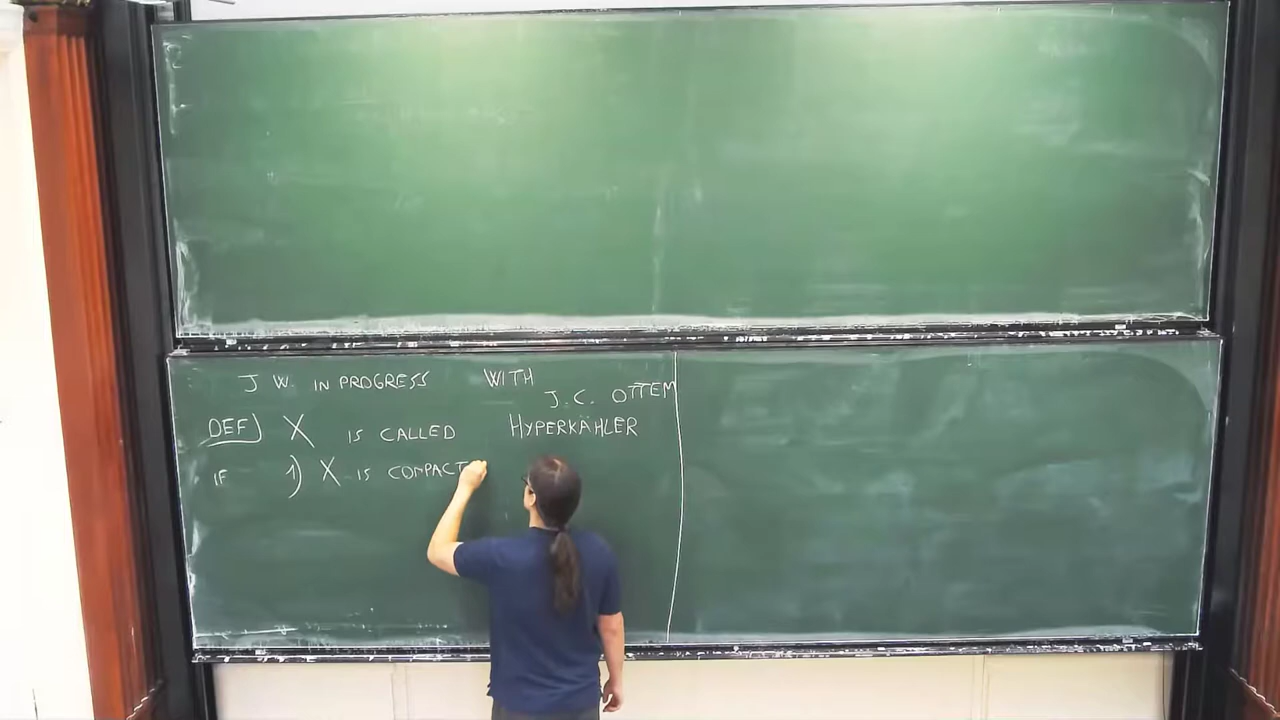 J W. IN PROGRESS WITH
J.C. OTTEM
DEF) X IS CALLED HYPERKÄHLER
IF 1) X IS COMPACT